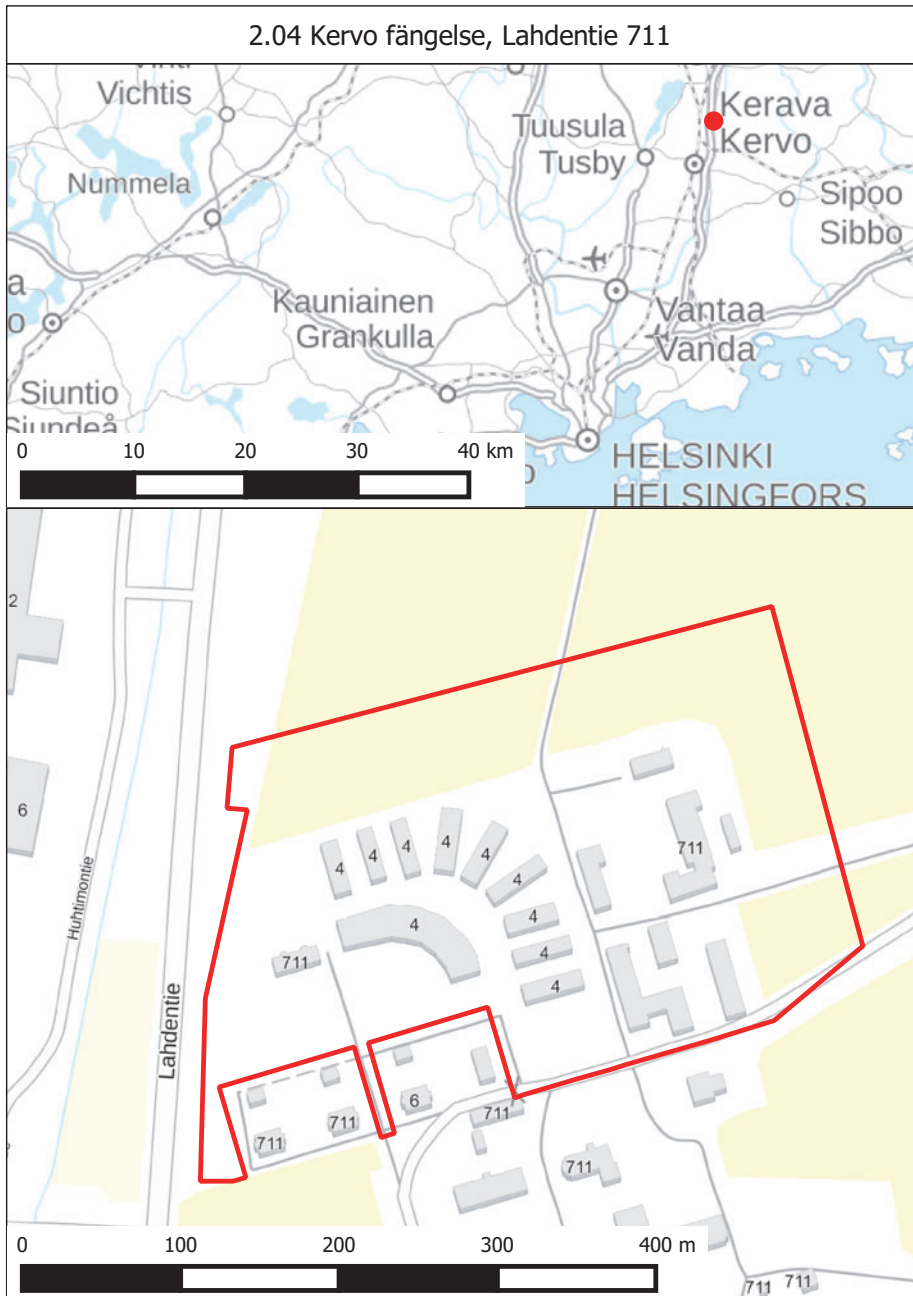 2.04 Kervo fängelse, Lahdentie 711
Vichtis
Nummela
Tuusula
Tusby
Kerava
Kervo
Sipoo
Sibbo
a
o
Kauniainen
Grankulla
Vantaa
Vanda
Siuntio
Siundeå
HELSINKI
HELSINGFORS
0 10 20 30 40 km
2
6
Huhtimontie
Lahdentie
4 4 4 4 4
4
4
4
4
4
711
711
711
711
6
711
711
711 711
0 100 200 300 400 m